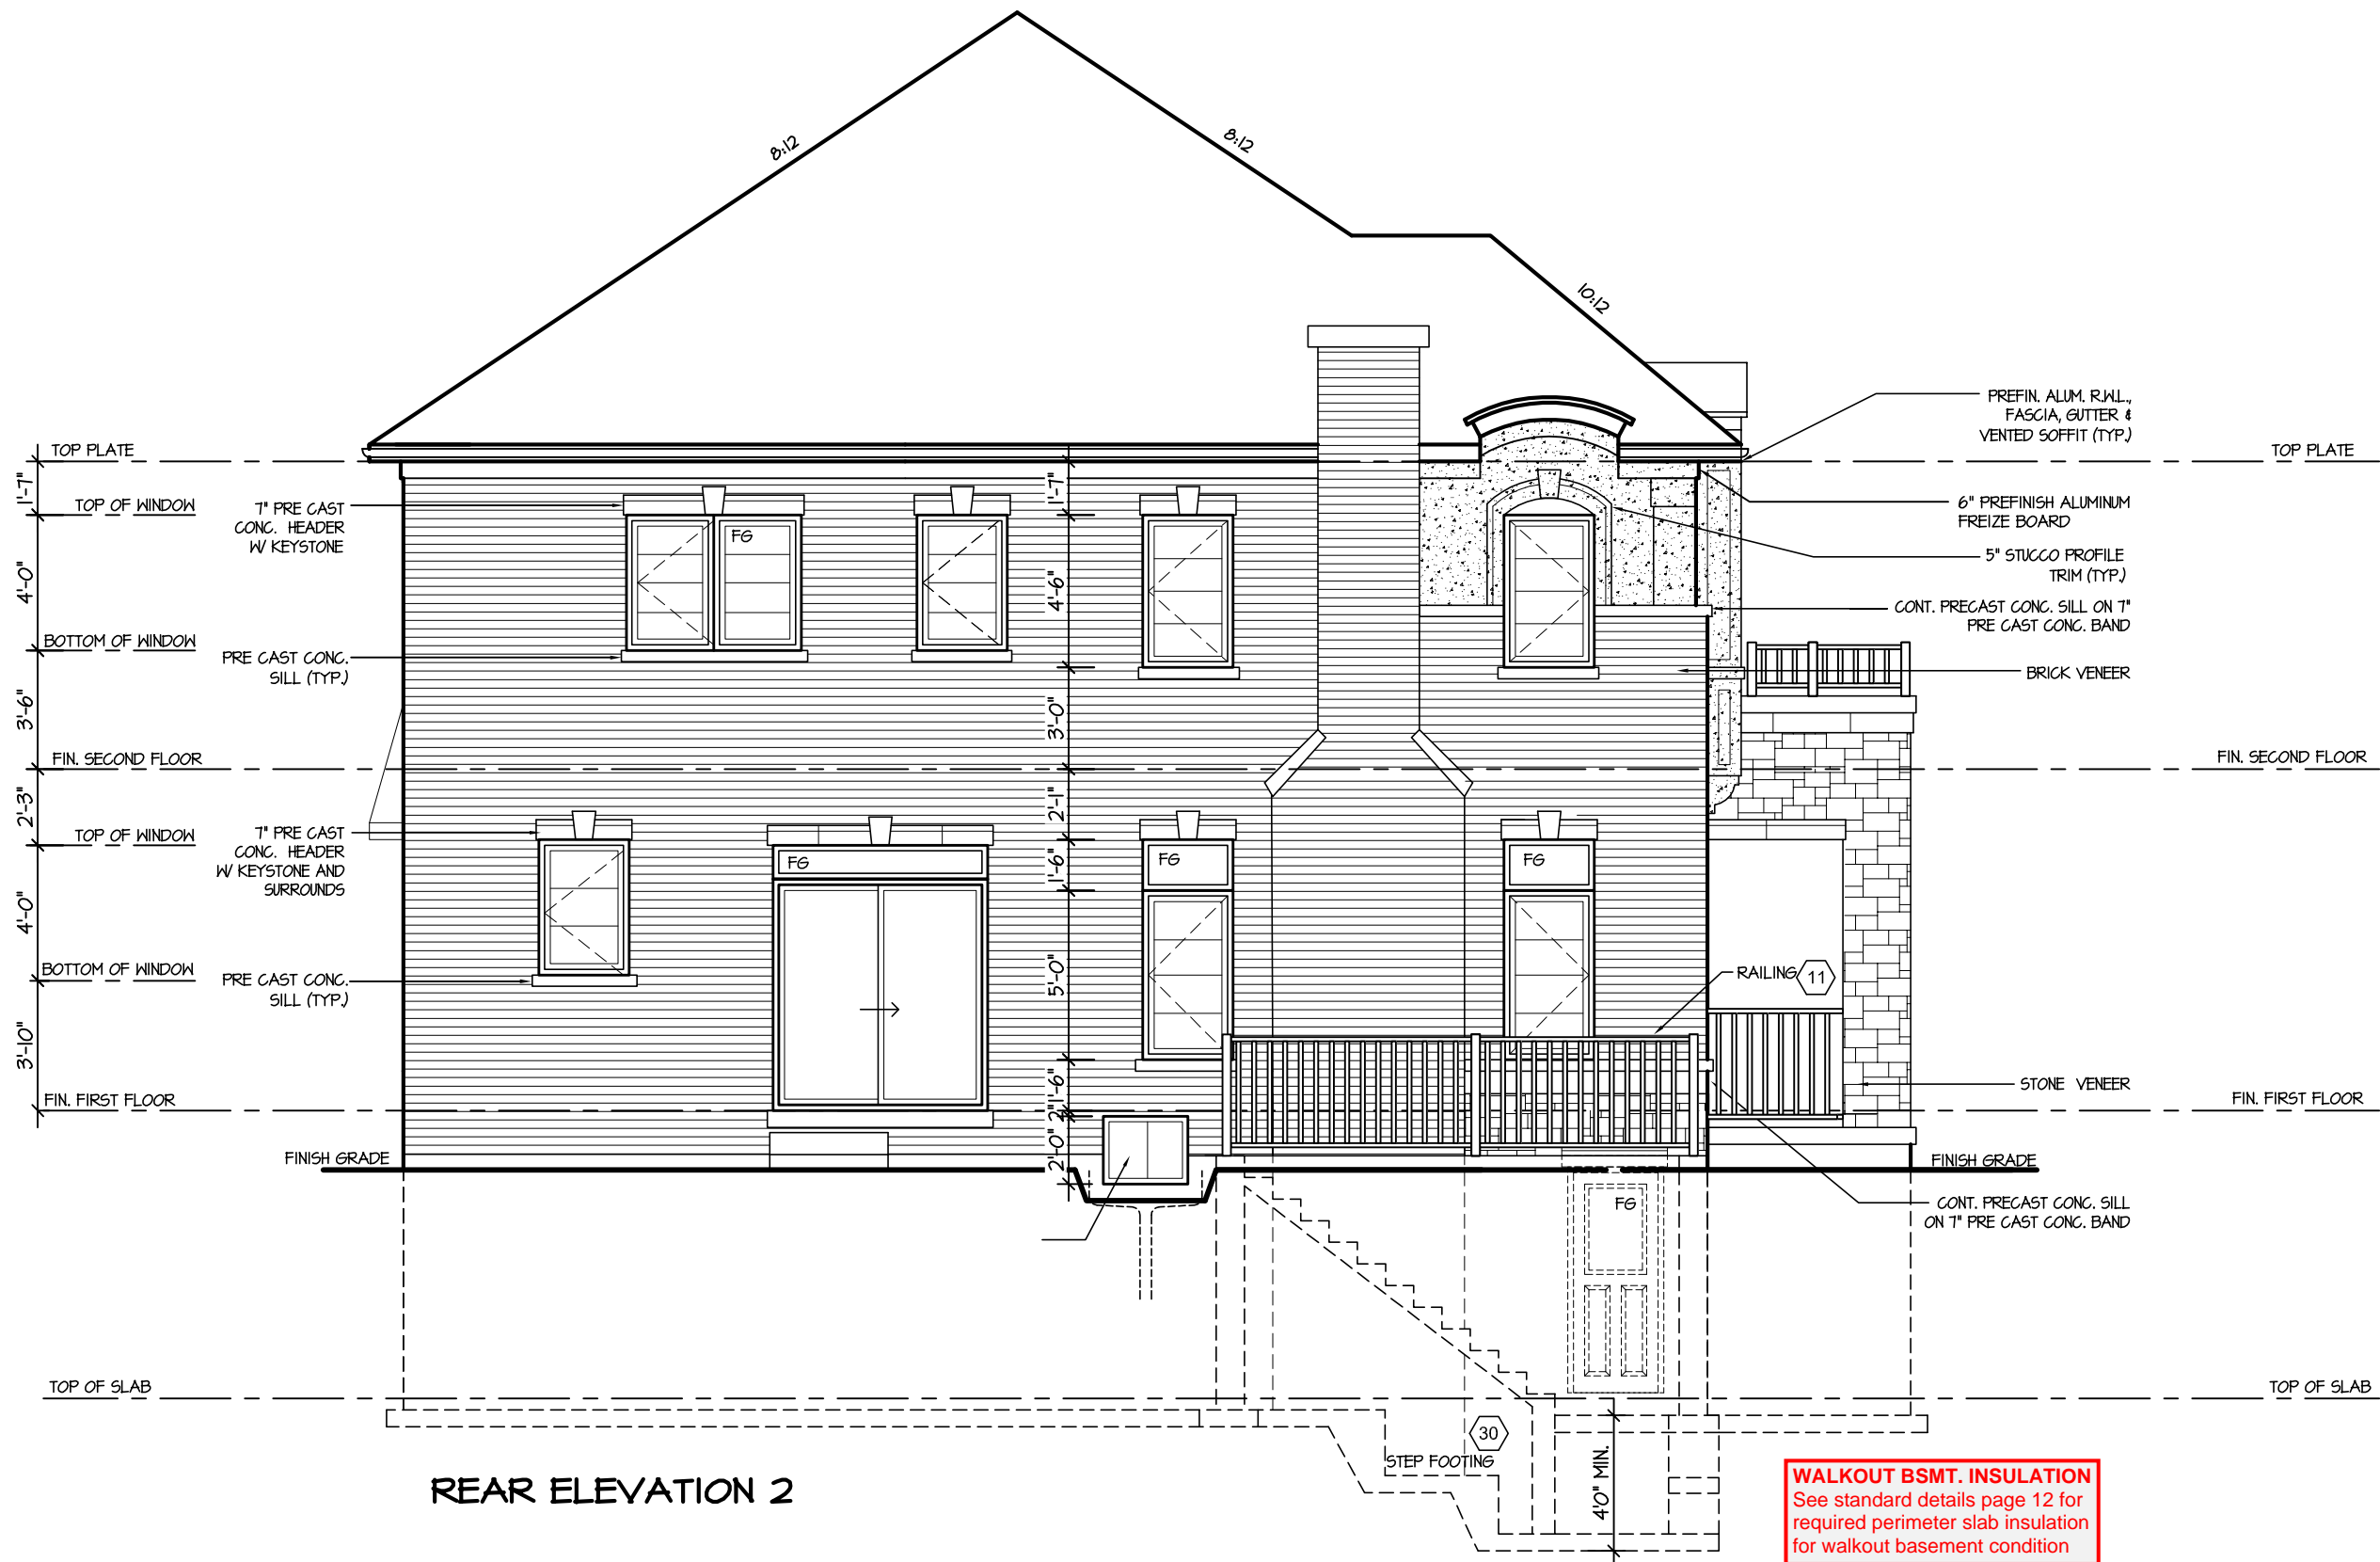 8:12
8:12
10:12
PREFIN. ALUM. R.W.L.,
FASCIA, GUTTER &
VENTED SOFFIT (TYP.)
TOP PLATE
TOP PLATE
1'-7"
1'-7"
TOP OF WINDOW
7" PRE CAST
CONC. HEADER
W/ KEYSTONE
FG
6" PREFINISH ALUMINUM
FREIZE BOARD
5" STUCCO PROFILE
TRIM (TYP.)
4'-0"
4'-6"
CONT. PRECAST CONC. SILL ON 7"
PRE CAST CONC. BAND
BOTTOM OF WINDOW
PRE CAST CONC.
SILL (TYP.)
BRICK VENEER
3'-6"
3'-0"
FIN. SECOND FLOOR
FIN. SECOND FLOOR
2'-3"
2'-1"
TOP OF WINDOW
7" PRE CAST
CONC. HEADER
W/ KEYSTONE AND
SURROUNDS
FG
FG
FG
1'-6"
4'-0"
5'-0"
BOTTOM OF WINDOW
PRE CAST CONC.
SILL (TYP.)
RAILING 11
3'-10"
1'-6"
STONE VENEER
FIN. FIRST FLOOR
FIN. FIRST FLOOR
2"
2'-0"
FINISH GRADE
FINISH GRADE
FG
CONT. PRECAST CONC. SILL
ON 7" PRE CAST CONC. BAND
TOP OF SLAB
TOP OF SLAB
30
STEP FOOTING
4'0" MIN.
REAR ELEVATION 2
WALKOUT BSMT. INSULATION
See standard details page 12 for
required perimeter slab insulation
for walkout basement condition